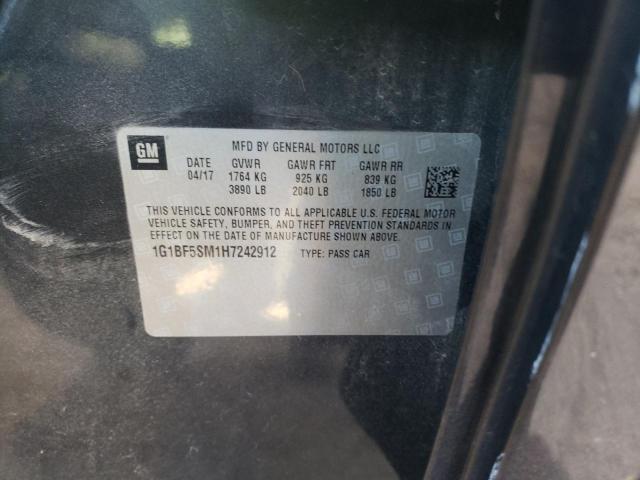 GM
MFD BY GENERAL MOTORS LLC
DATE GVWR GAWR FRT GAWR RR
04/17 1764 KG 925 KG 839 KG
3890 LB 2040 LB 1850 LB
THIS VEHICLE CONFORMS TO ALL APPLICABLE U.S. FEDERAL MOTOR
VEHICLE SAFETY, BUMPER, AND THEFT PREVENTION STANDARDS IN
EFFECT ON THE DATE OF MANUFACTURE SHOWN ABOVE.
1G1BF5SM1H7242912 TYPE: PASS CAR